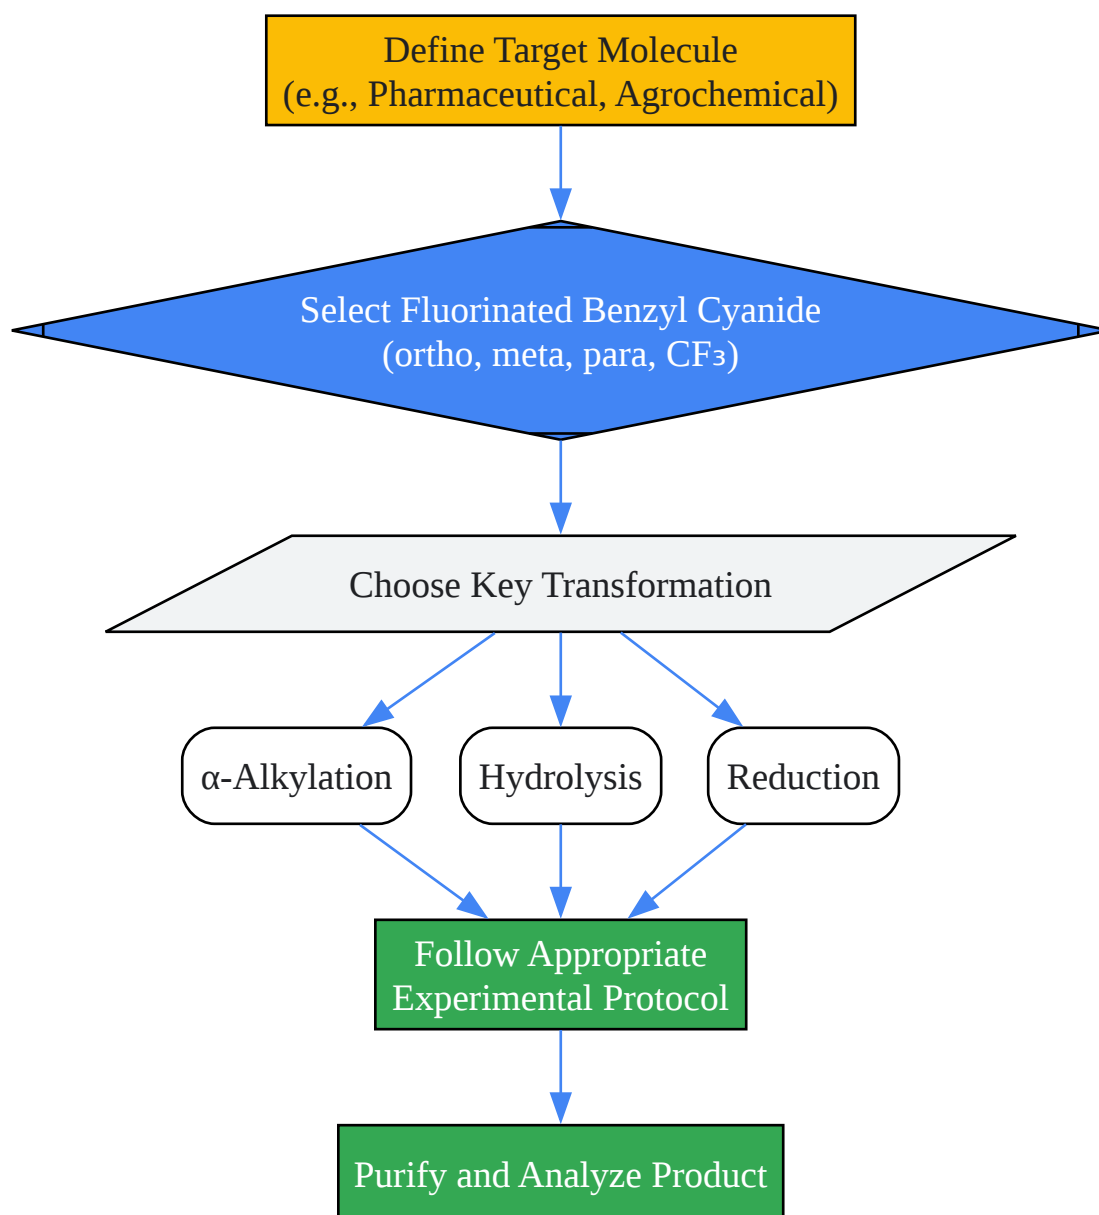 Define Target Molecule
(e.g., Pharmaceutical, Agrochemical)
Select Fluorinated Benzyl Cyanide
(ortho, meta, para, CF₃)
Choose Key Transformation
α-Alkylation
Hydrolysis
Reduction
Follow Appropriate
Experimental Protocol
Purify and Analyze Product